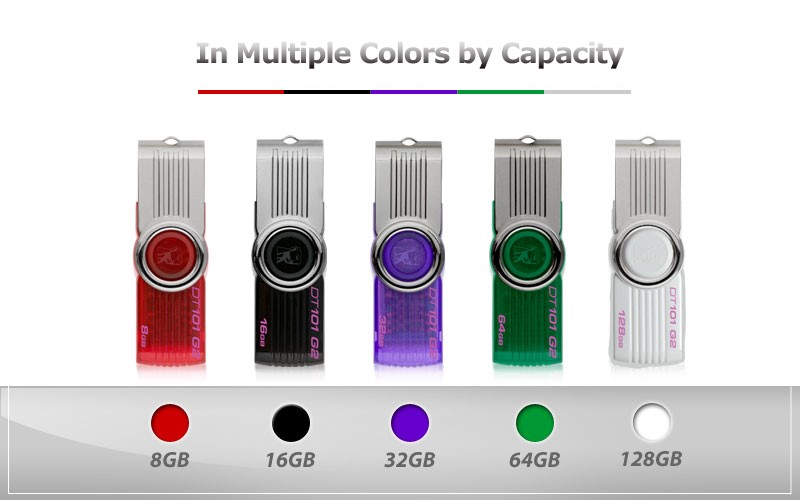 In Multiple Colors by Capacity
DT101 G2
8GB
DT101 G2
16GB
DT101 G2
32GB
DT101 G2
64GB
DT101 G2
128GB
8GB
16GB
32GB
64GB
128GB